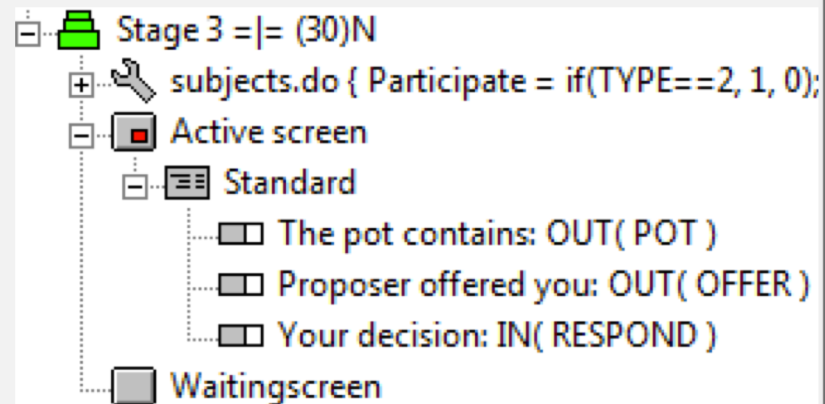 Stage 3 =|= (30)N
subjects.do { Participate = if(TYPE==2, 1, 0);
Active screen
Standard
The pot contains: OUT( POT )
Proposer offered you: OUT( OFFER )
Your decision: IN( RESPOND )
Waitingscreen